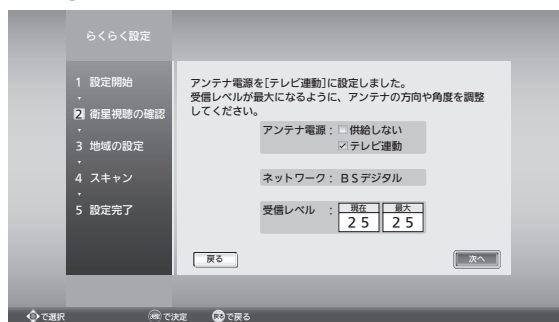 らくらく設定
1 設定開始
2 衛星視聴の確認
3 地域の設定
4 スキャン
5 設定完了
アンテナ電源を[テレビ連動]に設定しました。
受信レベルが最大になるように、アンテナの方向や角度を調整
してください。
アンテナ電源：□供給しない
☑テレビ連動
ネットワーク：BSデジタル
受信レベル ： 現在 最大
25 25
戻る 次へ
で選択 決定 で決定 戻る で戻る